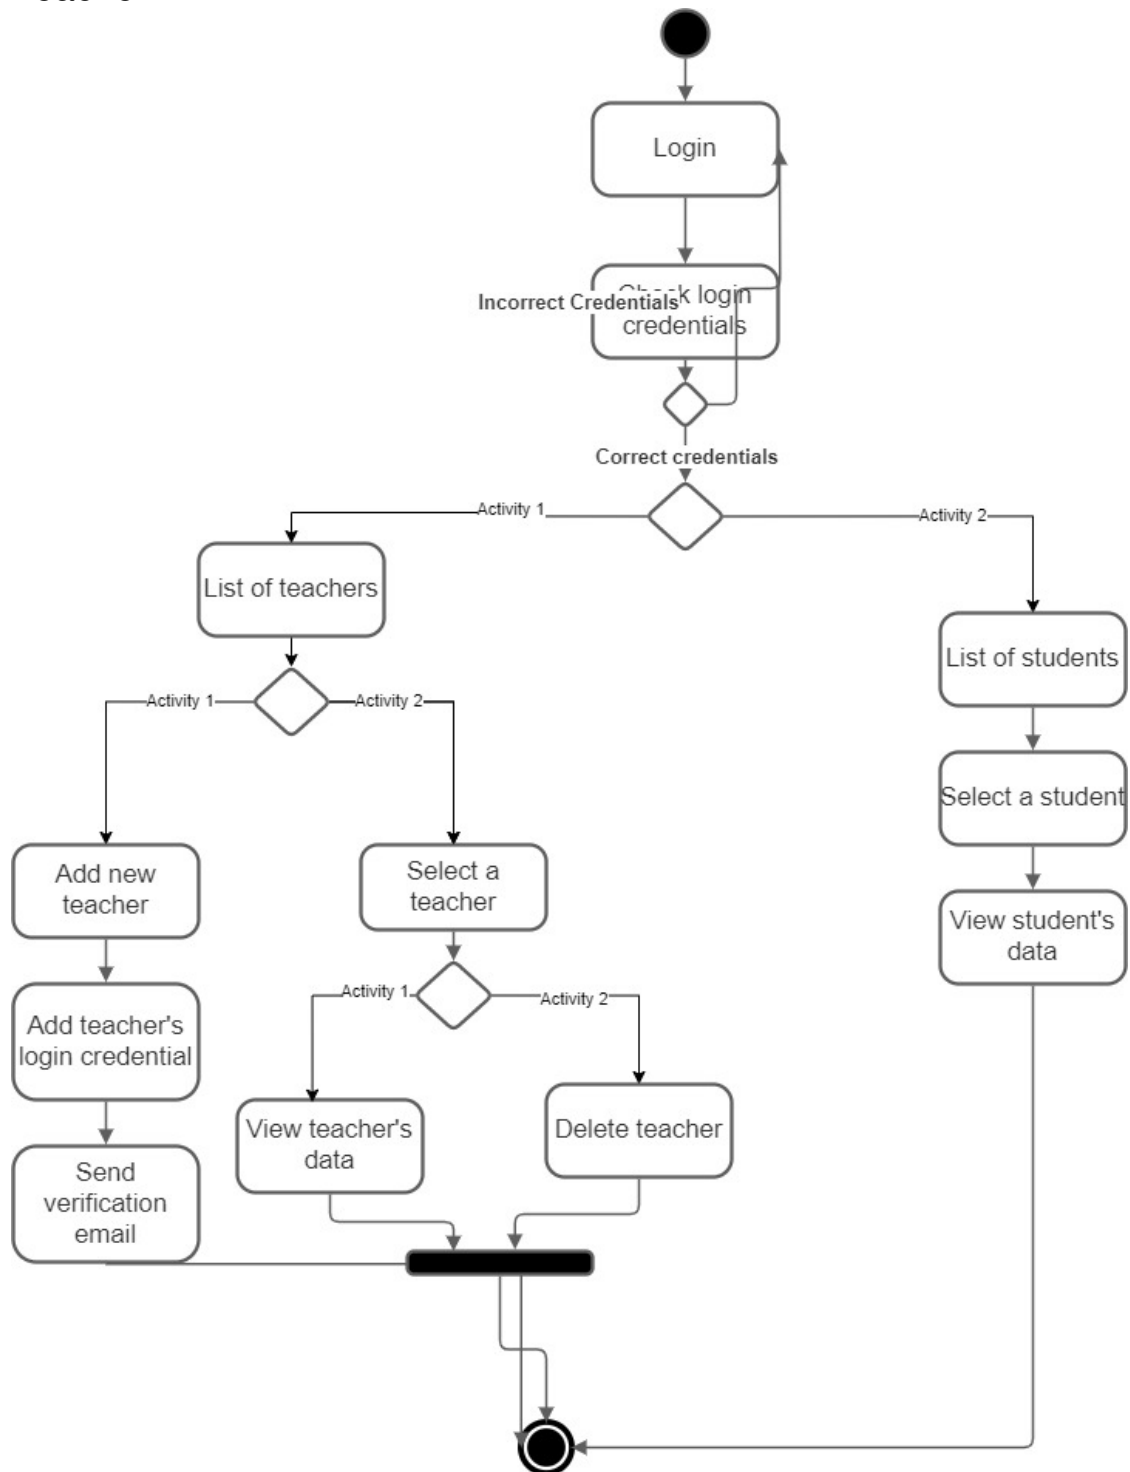 Login
Incorrect Credentials
login
credentials
Correct credentials
Activity 1
Activity 2
List of teachers
List of students
Activity 1
Activity 2
Select a student
Add new
teacher
Select a
teacher
View student's
data
Activity 1
Activity 2
Add teacher's
login credential
View teacher's
data
Delete teacher
Send
verification
email